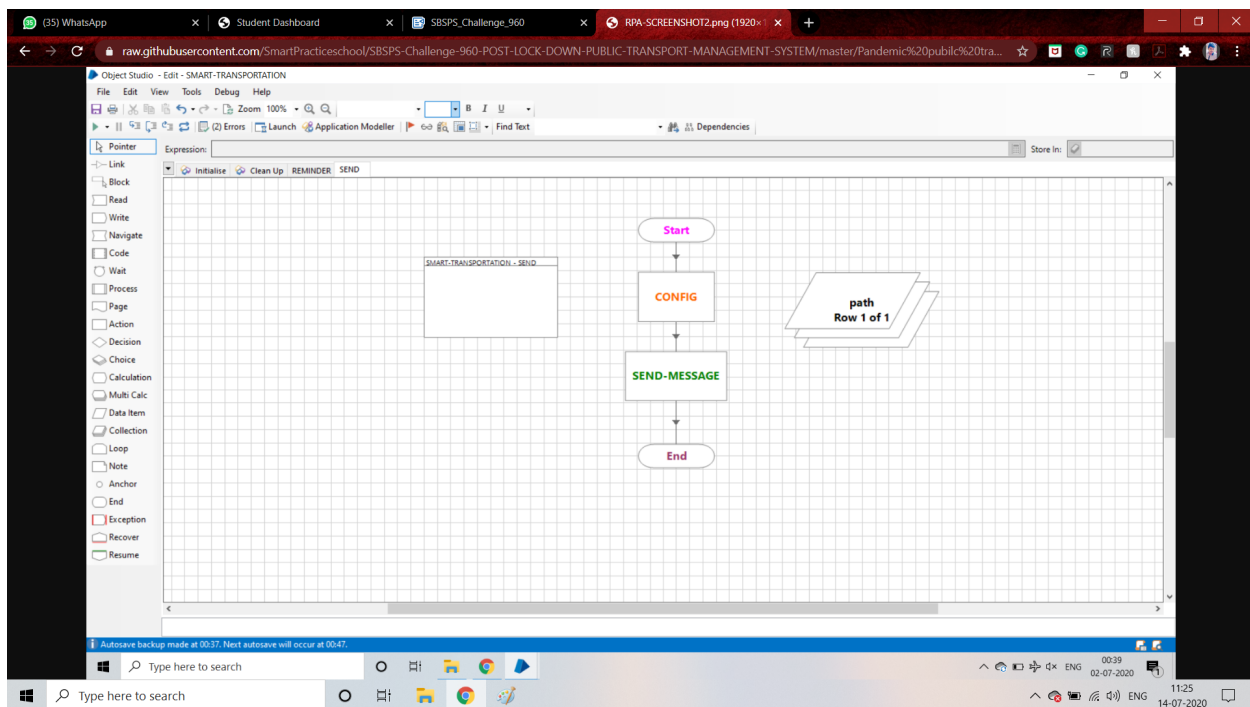 (35) WhatsApp
Student Dashboard
SBSPS_Challenge_960
RPA-SCREENSHOT2.png (1920×1
raw.githubusercontent.com/SmartPracticeschool/SBSPS-Challenge-960-POST-LOCK-DOWN-PUBLIC-TRANSPORT-MANAGEMENT-SYSTEM/master/Pandemic%20pubilc%20tra...
Object Studio - Edit - SMART-TRANSPORTATION
File Edit View Tools Debug Help
Zoom 100% B I U
(2) Errors Launch Application Modeller Find Text Dependencies
Pointer
Expression: Store In:
Link
Initialise Clean Up REMINDER SEND
Block
Read
Write
Navigate
Code
Wait
Process
Page
Action
Decision
Choice
Calculation
Multi Calc
Data Item
Collection
Loop
Note
Anchor
End
Exception
Recover
Resume
Start
SMART-TRANSPORTATION - SEND
CONFIG
path
Row 1 of 1
SEND-MESSAGE
End
Autosave backup made at 00:37. Next autosave will occur at 00:47.
Type here to search
ENG
00:39
02-07-2020
Type here to search
ENG
11:25
14-07-2020